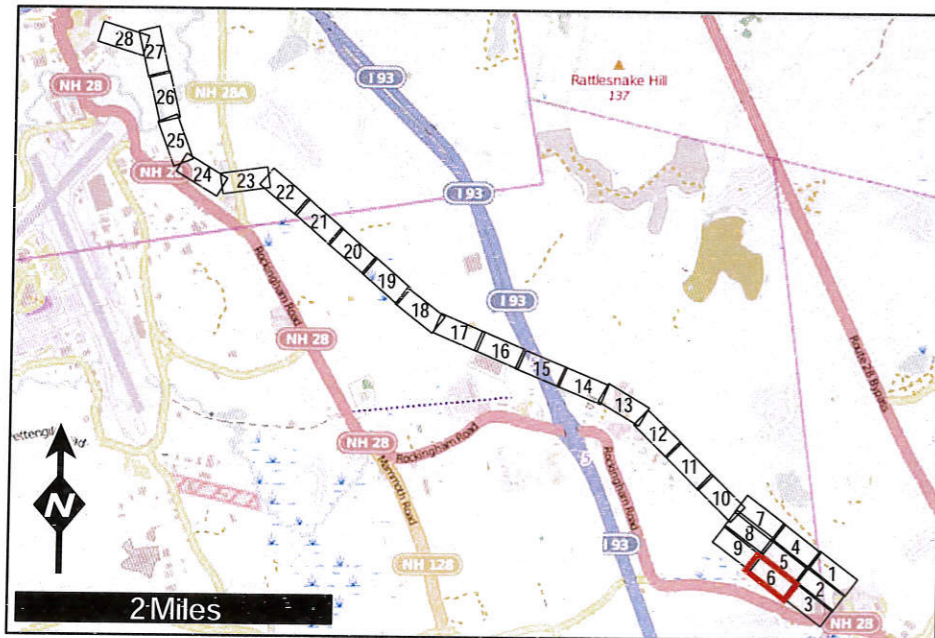 28
27
26
25
24
23
22
21
20
19
18
17
16
15
14
13
12
11
10
7
8
9
4
5
6
1
2
3
NH 28
I 93
NH 28A
Rattlesnake Hill
137
I 93
I 93
Rockingham Road
NH 28
Route 28 Bypass
NH 28
Rockingham Road
Mammoth Road
Rockingham Road
5
NH 128
I 93
NH 28
N
2 Miles